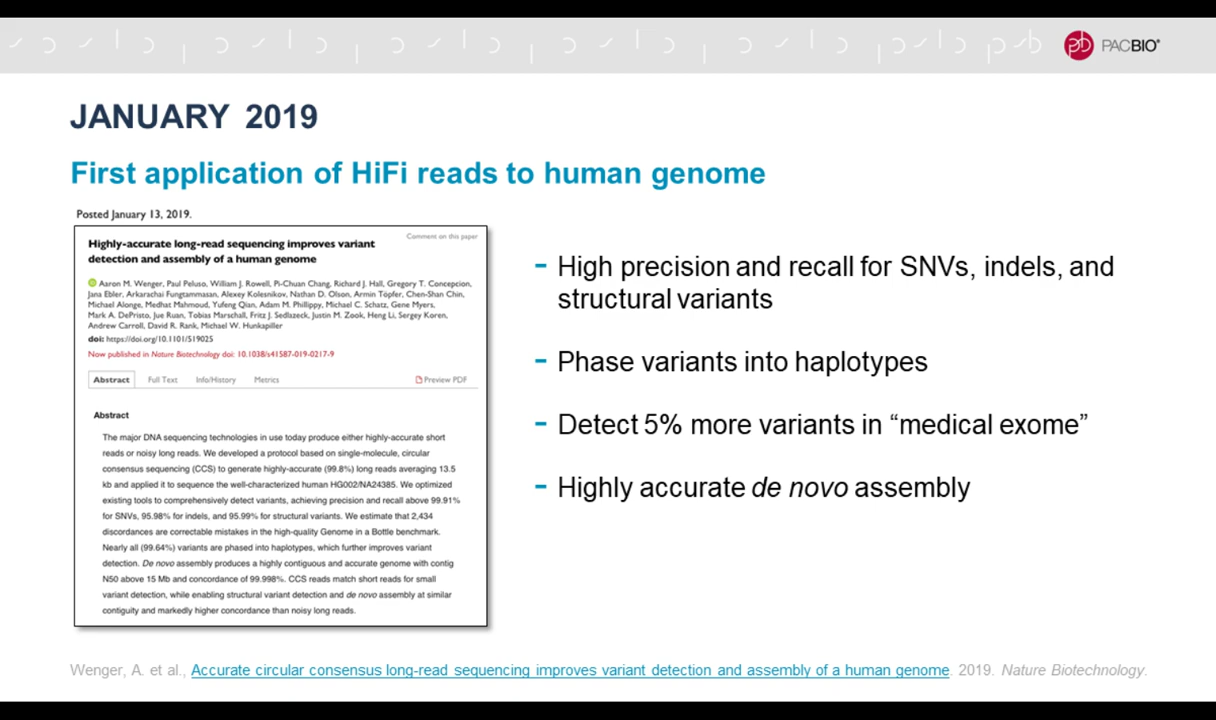 PACBIO®
JANUARY 2019
First application of HiFi reads to human genome
Posted January 13, 2019.
Comment on this paper
Highly-accurate long-read sequencing improves variant
detection and assembly of a human genome
Aaron M. Wenger, Paul Peluso, William J. Rowell, Pi-Chuan Chang, Richard J. Hall, Gregory T. Concepcion,
Jana Ebler, Arkarachai Fungtammasan, Alexey Kolesnikov, Nathan D. Olson, Armin Töpfer, Chen-Shan Chin,
Michael Alonge, Medhat Mahmoud, Yufeng Qian, Adam M. Phillippy, Michael C. Schatz, Gene Myers,
Mark A. DePristo, Jue Ruan, Tobias Marschall, Fritz J. Sedlazeck, Justin M. Zook, Heng Li, Sergey Koren,
Andrew Carroll, David R. Rank, Michael W. Hunkapiller
doi: https://doi.org/10.1101/519025
Now published in Nature Biotechnology doi: 10.1038/s41587-019-0217-9
Abstract Full Text Info/History Metrics Preview PDF
Abstract
The major DNA sequencing technologies in use today produce either highly-accurate short
reads or noisy long reads. We developed a protocol based on single-molecule, circular
consensus sequencing (CCS) to generate highly-accurate (99.8%) long reads averaging 13.5
kb and applied it to sequence the well-characterized human HG002/NA24385. We optimized
existing tools to comprehensively detect variants, achieving precision and recall above 99.91%
for SNVs, 95.98% for indels, and 95.99% for structural variants. We estimate that 2,434
discordances are correctable mistakes in the high-quality Genome in a Bottle benchmark.
Nearly all (99.64%) variants are phased into haplotypes, which further improves variant
detection. De novo assembly produces a highly contiguous and accurate genome with contig
N50 above 15 Mb and concordance of 99.998%. CCS reads match short reads for small
variant detection, while enabling structural variant detection and de novo assembly at similar
contiguity and markedly higher concordance than noisy long reads.
- High precision and recall for SNVs, indels, and
structural variants
- Phase variants into haplotypes
- Detect 5% more variants in “medical exome”
- Highly accurate de novo assembly
Wenger, A. et al., Accurate circular consensus long-read sequencing improves variant detection and assembly of a human genome. 2019. Nature Biotechnology.